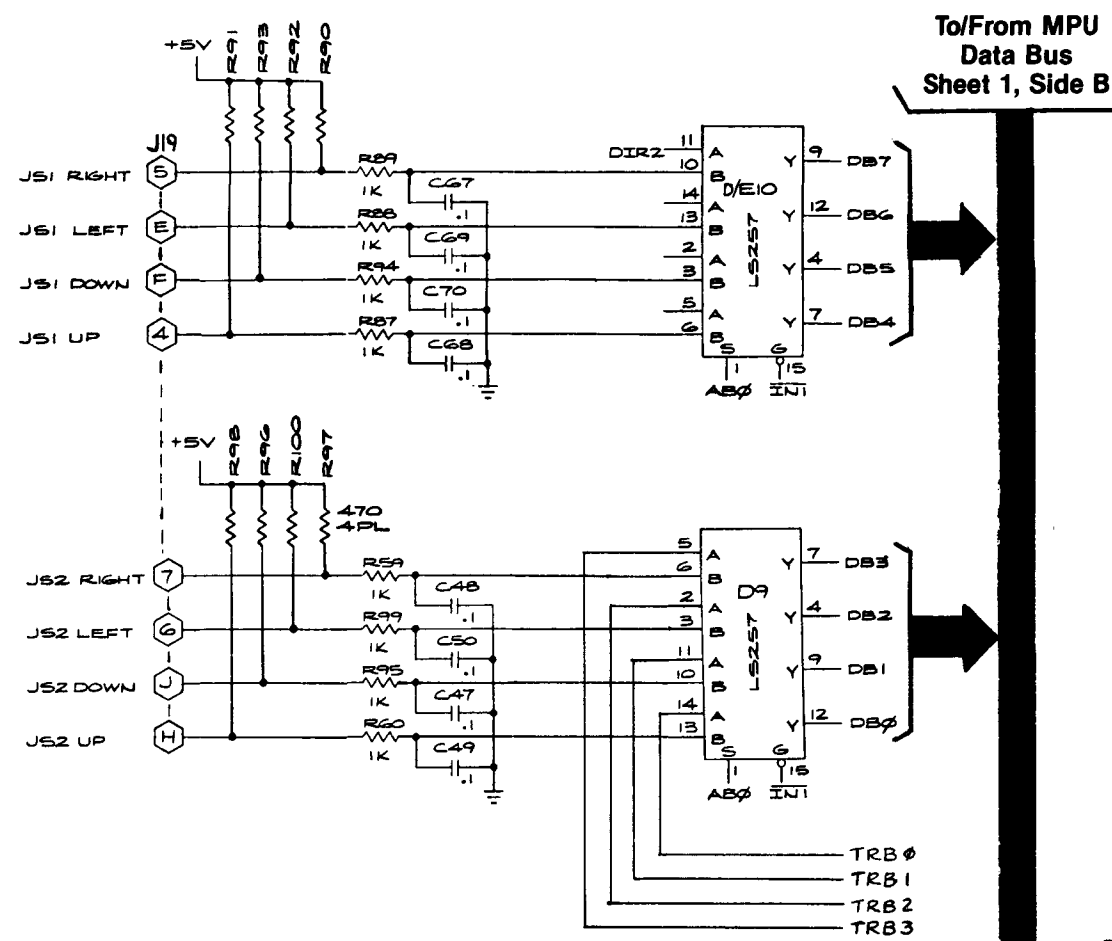 To/From MPU
Data Bus
Sheet 1, Side B
+5V
R91
R93
R92
R90
J19
JS1 RIGHT
5
JS1 LEFT
E
JS1 DOWN
F
JS1 UP
4
R89
1K
C67
.1
R88
1K
C69
.1
R94
1K
C70
.1
R87
1K
C68
.1
DIR2
11
A
10
B
14
A
13
B
2
A
3
B
5
A
6
B
D/E10
LS257
Y 9 DB7
Y 12 DB6
Y 4 DB5
Y 7 DB4
S
G
1
15
ABØ
IN1
+5V
R98
R96
R100
R97
470
4PL
JS2 RIGHT
7
JS2 LEFT
6
JS2 DOWN
J
JS2 UP
H
R59
1K
C48
.1
R99
1K
C50
.1
R95
1K
C47
.1
R60
1K
C49
.1
5
A
6
B
2
A
3
B
11
A
10
B
14
A
13
B
D9
LS257
Y 7 DB3
Y 4 DB2
Y 9 DB1
Y 12 DBØ
S
G
1
15
ABØ
IN1
TRBØ
TRB1
TRB2
TRB3